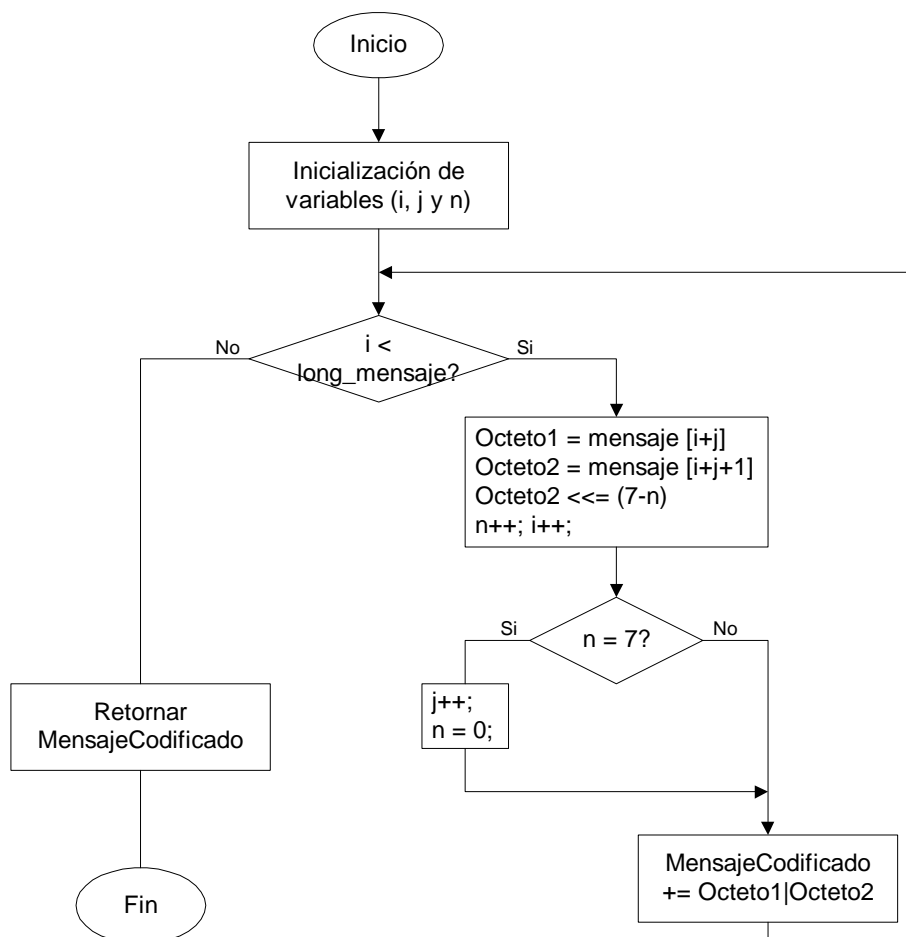 Inicio
Inicialización de
variables (i, j y n)
i <
long_mensaje?
No
Si
Octeto1 = mensaje [i+j]
Octeto2 = mensaje [i+j+1]
Octeto2 <<= (7-n)
n++; i++;
n = 7?
Si
No
j++;
n = 0;
Retornar
MensajeCodificado
MensajeCodificado
+= Octeto1|Octeto2
Fin